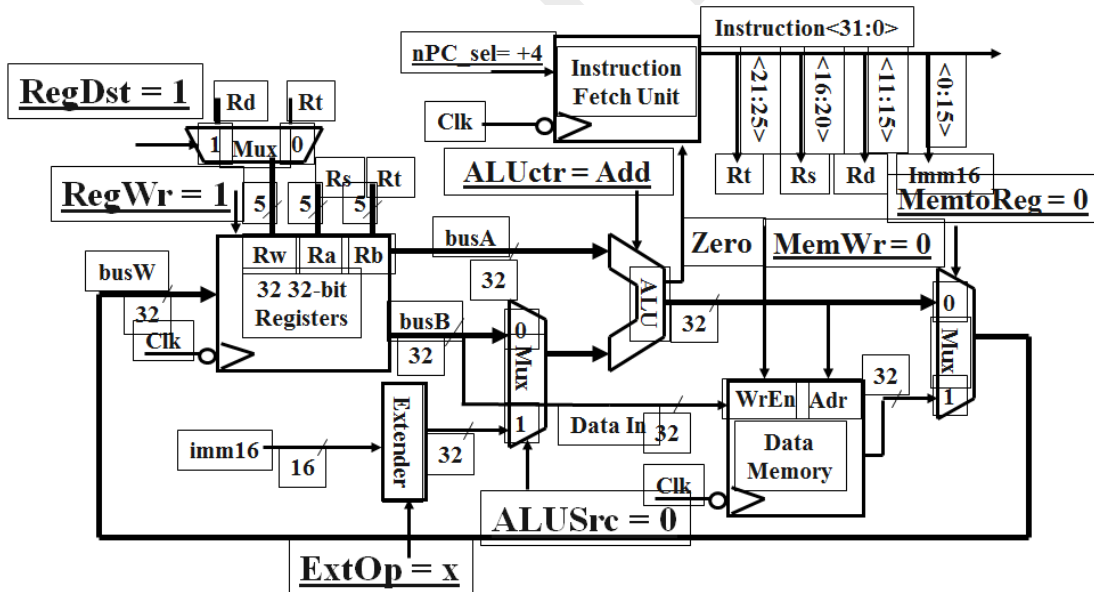 Instruction<31:0>
nPC_sel= +4
Instruction
Fetch Unit
<21:25>
<16:20>
<11:15>
<0:15>
RegDst = 1
Rd
Rt
Clk
1
Mux
0
ALUctr = Add
Rt
Rs
Rd
Imm16
RegWr = 1
Rs
Rt
5
5
5
MemtoReg = 0
busA
Zero
MemWr = 0
Rw
Ra
Rb
busW
32
32
32 32-bit
Registers
busB
ALU
32
0
Clk
32
0
Mux
Mux
32
WrEn
Adr
1
Extender
1
Data In
32
imm16
16
32
Data
Memory
Clk
ALUSrc = 0
ExtOp = x